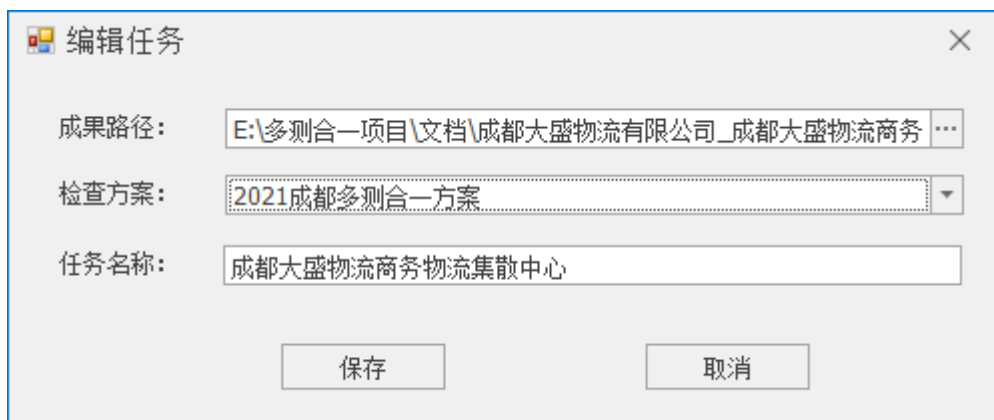 编辑任务
成果路径： E:\多测合一项目\文档\成都大盛物流有限公司_成都大盛物流商务 ...
检查方案： 2021成都多测合一方案
任务名称： 成都大盛物流商务物流集散中心
保存 取消